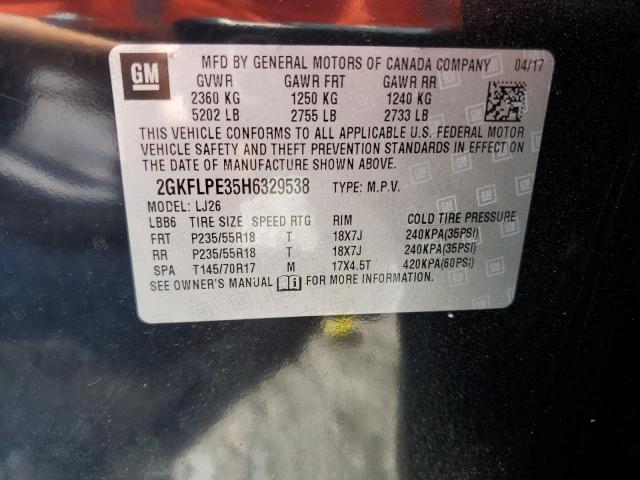 GM
MFD BY GENERAL MOTORS OF CANADA COMPANY 04/17
GVWR GAWR FRT GAWR RR
2360 KG 1250 KG 1240 KG
5202 LB 2755 LB 2733 LB
THIS VEHICLE CONFORMS TO ALL APPLICABLE U.S. FEDERAL MOTOR
VEHICLE SAFETY AND THEFT PREVENTION STANDARDS IN EFFECT ON
THE DATE OF MANUFACTURE SHOWN ABOVE.
2GKFLPE35H6329538 TYPE: M.P.V.
MODEL: LJ26
LBB6 TIRE SIZE SPEED RTG RIM COLD TIRE PRESSURE
FRT P235/55R18 T 18X7J 240KPA(35PSI)
RR P235/55R18 T 18X7J 240KPA(35PSI)
SPA T145/70R17 M 17X4.5T 420KPA(60PSI)
SEE OWNER'S MANUAL FOR MORE INFORMATION